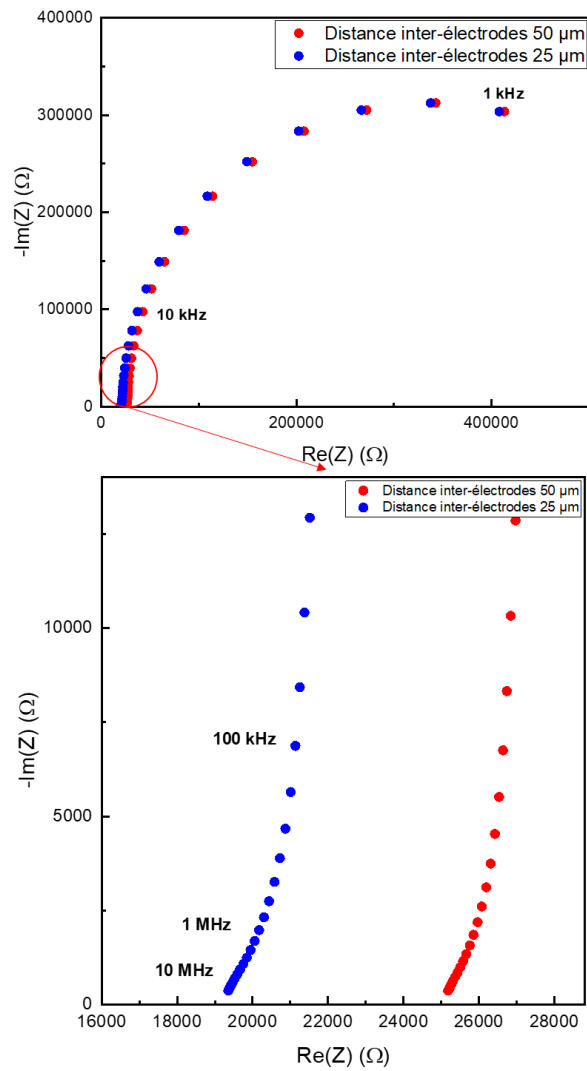 Distance inter-électrodes 50 µm
Distance inter-électrodes 25 µm
1 kHz
10 kHz
-Im(Z) (Ω)
400000
300000
200000
100000
0
0
200000
400000
Re(Z) (Ω)
Distance inter-électrodes 50 µm
Distance inter-électrodes 25 µm
100 kHz
1 MHz
10 MHz
-Im(Z) (Ω)
10000
5000
0
16000
18000
20000
22000
24000
26000
28000
Re(Z) (Ω)